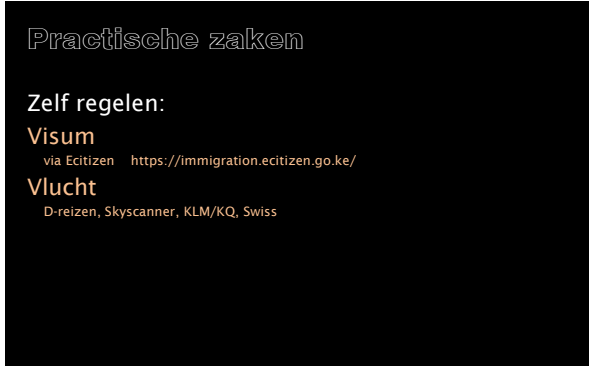 Practische zaken
Zelf regelen:
Visum
via Ecitizen https://immigration.ecitizen.go.ke/
Vlucht
D-reizen, Skyscanner, KLM/KQ, Swiss